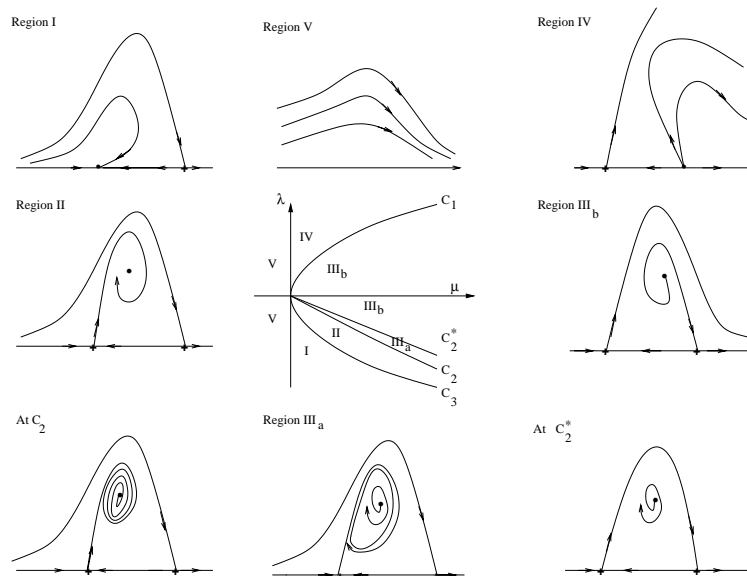 Region I
Region V
Region IV
Region II
λ
C1
IV
Region IIIb
V
IIIb
μ
V
IIIb
II
C2*
I
IIIa
C2
C3
At C2
Region IIIa
At C2*